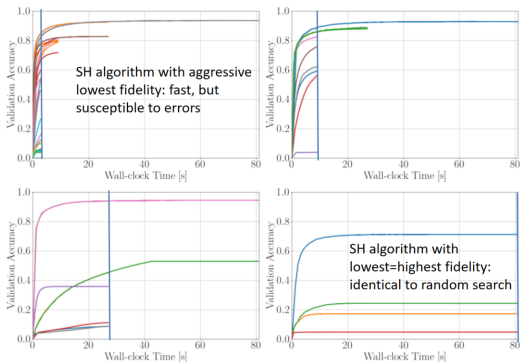 1.0
0.8
0.6
0.4
0.2
0.0
Validation Accuracy
SH algorithm with aggressive
lowest fidelity: fast, but
susceptible to errors
0 20 40 60 80
Wall-clock Time [s]
1.0
0.8
0.6
0.4
0.2
0.0
Validation Accuracy
0 20 40 60 80
Wall-clock Time [s]
1.0
0.8
0.6
0.4
0.2
0.0
Validation Accuracy
0 20 40 60 80
Wall-clock Time [s]
1.0
0.8
0.6
0.4
0.2
0.0
Validation Accuracy
SH algorithm with
lowest=highest fidelity:
identical to random search
0 20 40 60 80
Wall-clock Time [s]